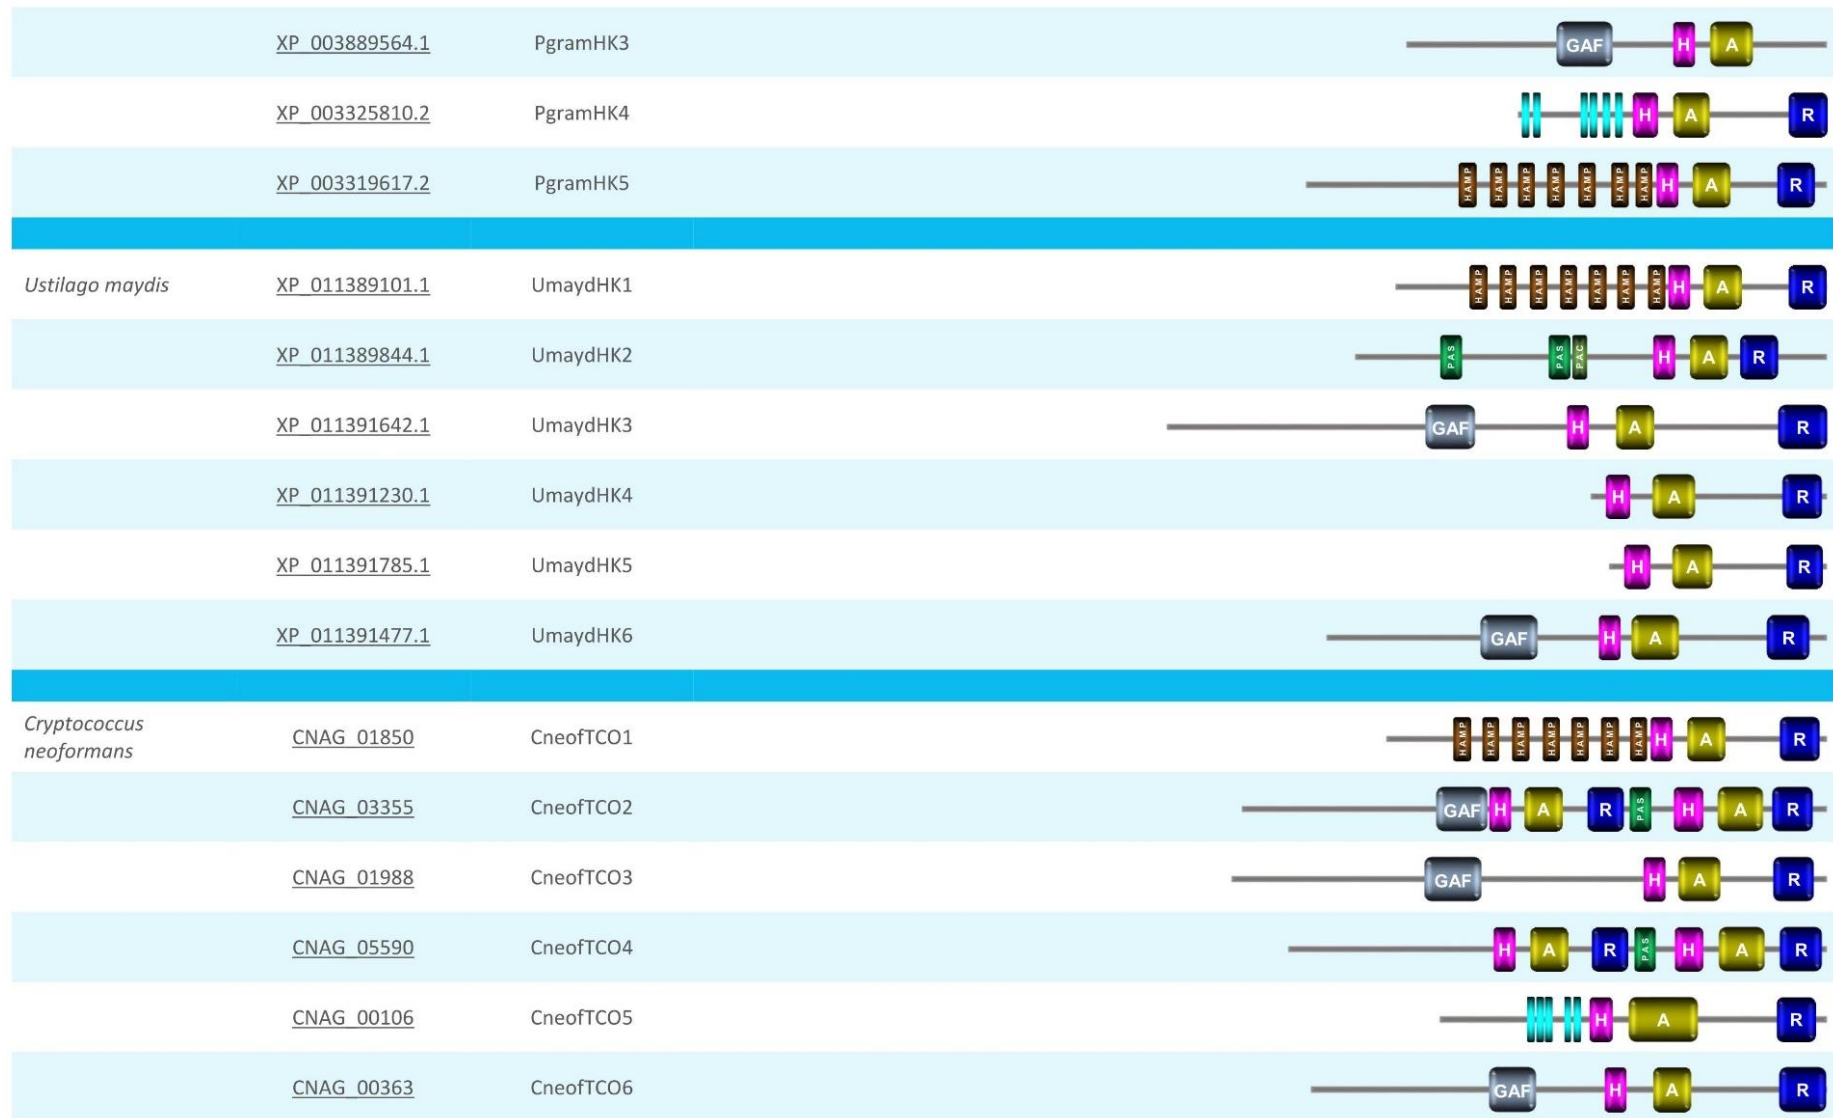 XP_003889564.1 PgramHK3 GAF H A
XP_003325810.2 PgramHK4 H A R
XP_003319617.2 PgramHK5 HAMP HAMP HAMP HAMP HAMP HAMP HAMP H A R
Ustilago maydis XP_011389101.1 UmaydHK1 HAMP HAMP HAMP HAMP HAMP HAMP HAMP H A R
XP_011389844.1 UmaydHK2 PAS PAS PAC H A R
XP_011391642.1 UmaydHK3 GAF H A R
XP_011391230.1 UmaydHK4 H A R
XP_011391785.1 UmaydHK5 H A R
XP_011391477.1 UmaydHK6 GAF H A R
Cryptococcus
neoformans CNAG_01850 CneofTCO1 HAMP HAMP HAMP HAMP HAMP HAMP HAMP H A R
CNAG_03355 CneofTCO2 GAF H A R PAS H A R
CNAG_01988 CneofTCO3 GAF H A R
CNAG_05590 CneofTCO4 H A R PAS H A R
CNAG_00106 CneofTCO5 H A R
CNAG_00363 CneofTCO6 GAF H A R